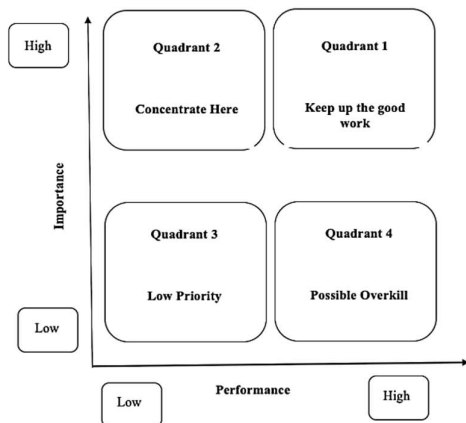 High
Quadrant 2
Quadrant 1
Concentrate Here
Keep up the good
work
Importance
Quadrant 3
Quadrant 4
Low Priority
Possible Overkill
Low
Performance
Low
High